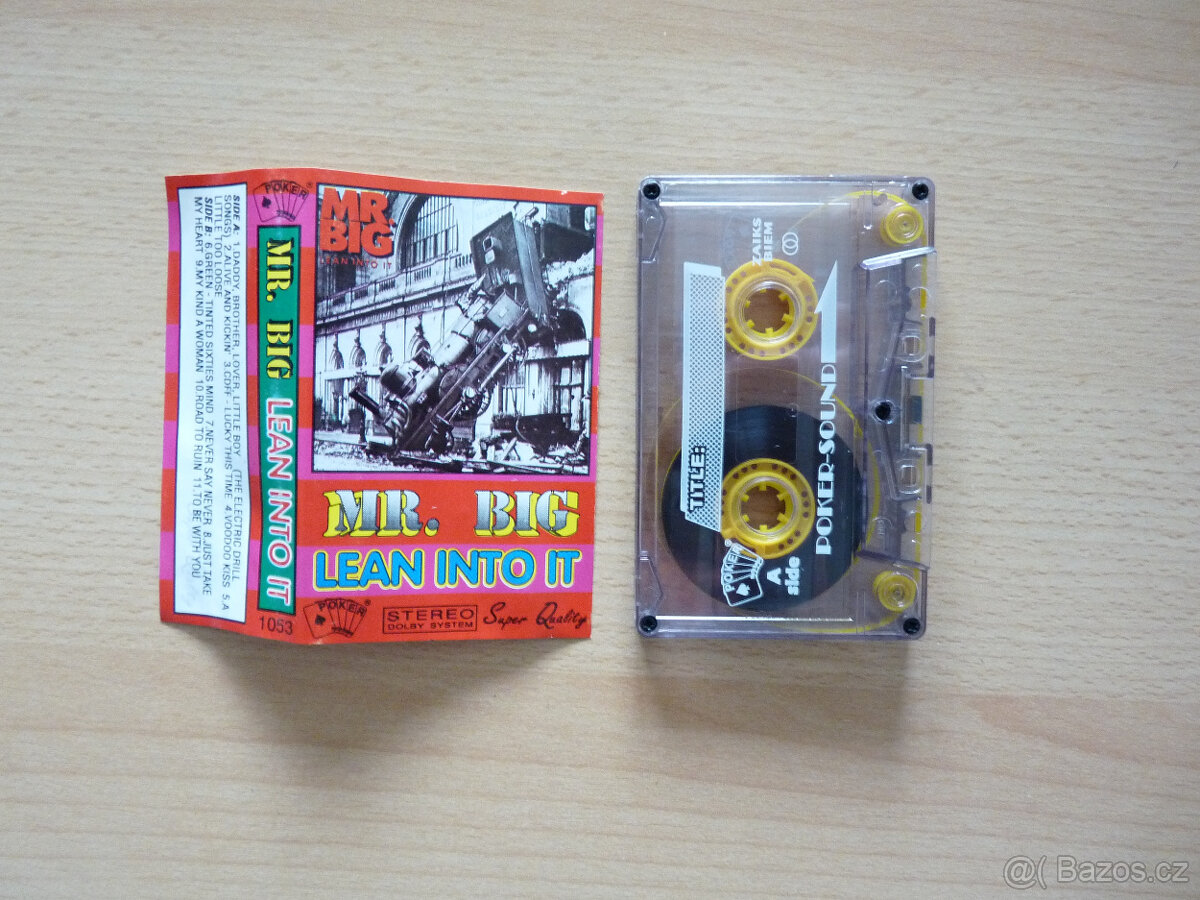 POKER®
MR. BIG LEAN INTO IT
1053
SIDE A: 1.DADDY, BROTHER, LOVER, LITTLE BOY (THE ELECTRIC DRILL
SONGS) 2.ALIVE AND KICKIN' 3.CDFF - LUCKY THIS TIME 4.VOODOO KISS 5.A
LITTLE TOO LOOSE
SIDE B: 6.GREEN - TINTED SIXTIES MIND 7.NEVER SAY NEVER 8.JUST TAKE
MY HEART 9.MY KIND A WOMAN 10.ROAD TO RUIN 11.TO BE WITH YOU
MR.
BIG
LEAN INTO IT
MR. BIG
LEAN INTO IT
POKER®
STEREO
DOLBY SYSTEM
Super Quality
ZAIKS
BIEM
TITLE:
POKER-SOUND
POKER®
A
side
@( Bazos.cz